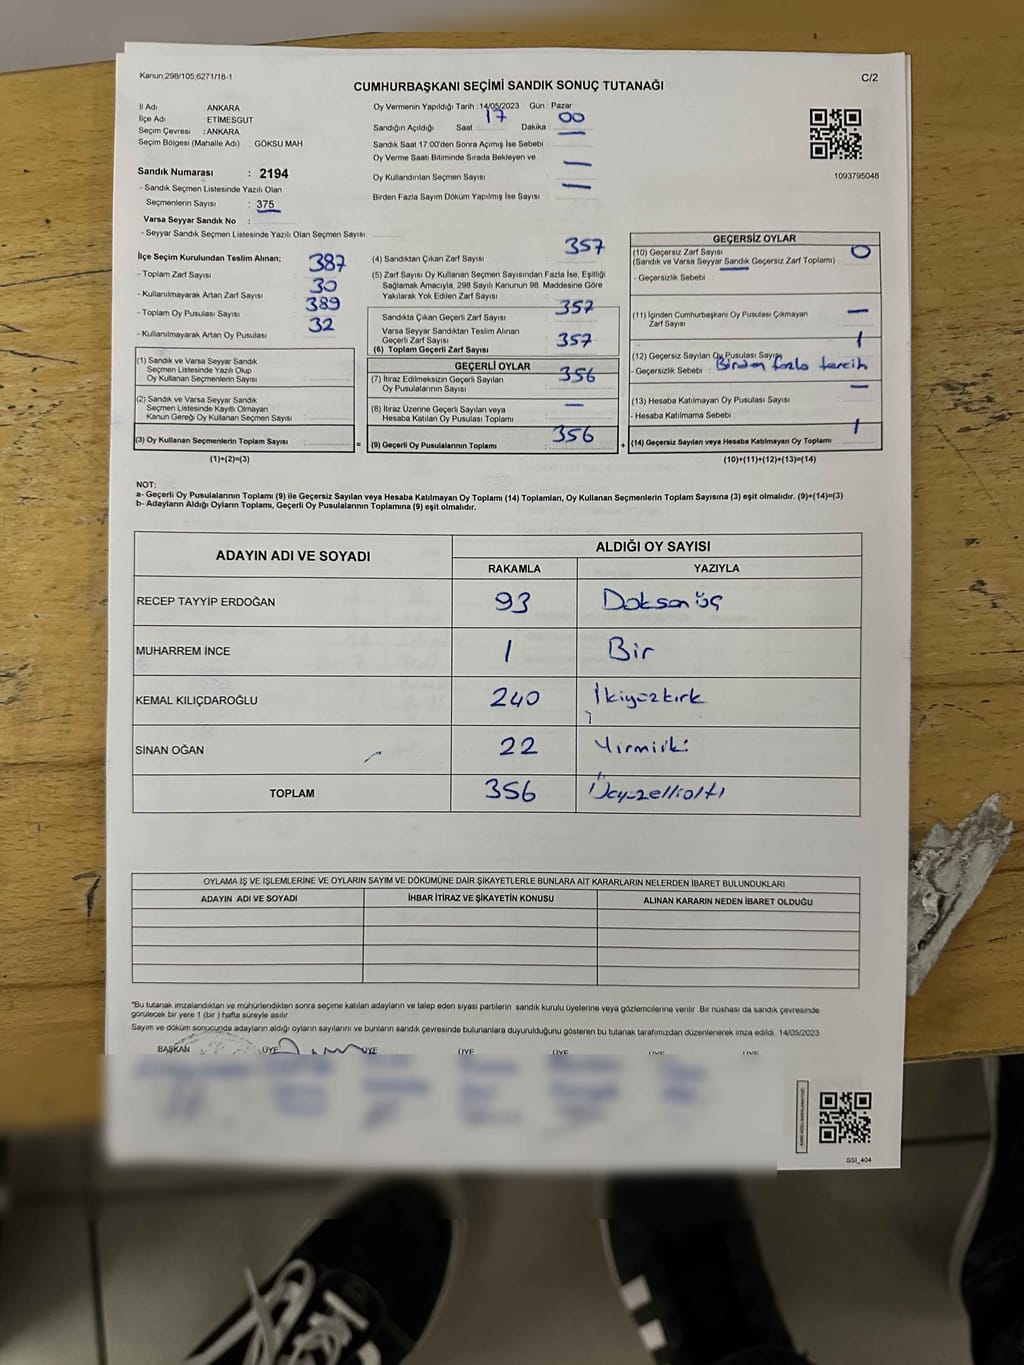 Kanun:298/105,6271/18-1
C/2
CUMHURBAŞKANI SEÇİMİ SANDIK SONUÇ TUTANAĞI
İl Adı ANKARA
İlçe Adı ETİMESGUT
Seçim Çevresi : ANKARA
Seçim Bölgesi (Mahalle Adı) GÖKSU MAH.
Sandık Numarası : 2194
- Sandık Seçmen Listesinde Yazılı Olan
Seçmenlerin Sayısı : 375
Varsa Seyyar Sandık No :
- Seyyar Sandık Seçmen Listesinde Yazılı Olan Seçmen Sayısı:
Oy Vermenin Yapıldığı Tarih : 14/05/2023 Gün : Pazar
Sandığın Açıldığı Saat : 17 Dakika : 00
Sandık Saat 17:00'den Sonra Açımış İse Sebebi : —
Oy Verme Saati Bitiminde Sırada Bekleyen ve
Oy Kullandırılan Seçmen Sayısı : —
Birden Fazla Sayım Döküm Yapılmış İse Sayısı : —
1093795048
İlçe Seçim Kurulundan Teslim Alınan;
- Toplam Zarf Sayısı : 387
- Kullanılmayarak Artan Zarf Sayısı : 30
- Toplam Oy Pusulası Sayısı : 389
- Kullanılmayarak Artan Oy Pusulası : 32
(1) Sandık ve Varsa Seyyar Sandık
Seçmen Listesinde Yazılı Olup
Oy Kullanan Seçmenlerin Sayısı :
(2) Sandık ve Varsa Seyyar Sandık
Seçmen Listesinde Kayıtlı Olmayan
Kanun Gereği Oy Kullanan Seçmen Sayısı :
(3) Oy Kullanan Seçmenlerin Toplam Sayısı :
(1)+(2)=(3)
(4) Sandıktan Çıkan Zarf Sayısı : 357
(5) Zarf Sayısı Oy Kullanan Seçmen Sayısından Fazla İse, Eşitliği
Sağlamak Amacıyla, 298 Sayılı Kanunun 98. Maddesine Göre
Yakılarak Yok Edilen Zarf Sayısı :
Sandıkta Çıkan Geçerli Zarf Sayısı : 357
Varsa Seyyar Sandıktan Teslim Alınan
Geçerli Zarf Sayısı :
(6) Toplam Geçerli Zarf Sayısı : 357
GEÇERLİ OYLAR
(7) İtiraz Edilmeksizin Geçerli Sayılan
Oy Pusulalarının Sayısı : 356
(8) İtiraz Üzerine Geçerli Sayılan veya
Hesaba Katılan Oy Pusulası Toplamı : —
=
(9) Geçerli Oy Pusulalarının Toplamı : 356
+
GEÇERSİZ OYLAR
(10) Geçersiz Zarf Sayısı
(Sandık ve Varsa Seyyar Sandık Geçersiz Zarf Toplamı) : 0
- Geçersizlik Sebebi :
(11) İçinden Cumhurbaşkanı Oy Pusulası Çıkmayan
Zarf Sayısı : —
(12) Geçersiz Sayılan Oy Pusulası Sayısı : 1
- Geçersizlik Sebebi : Birden fazla tercih
(13) Hesaba Katılmayan Oy Pusulası Sayısı : —
- Hesaba Katılmama Sebebi :
(14) Geçersiz Sayılan veya Hesaba Katılmayan Oy Toplamı : 1
(10)+(11)+(12)+(13)=(14)
NOT:
a- Geçerli Oy Pusulalarının Toplamı (9) ile Geçersiz Sayılan veya Hesaba Katılmayan Oy Toplamı (14) Toplamları, Oy Kullanan Seçmenlerin Toplam Sayısına (3) eşit olmalıdır. (9)+(14)=(3)
b- Adayların Aldığı Oyların Toplamı, Geçerli Oy Pusulalarının Toplamına (9) eşit olmalıdır.
ADAYIN ADI VE SOYADI ALDIĞI OY SAYISI
RAKAMLA YAZIYLA
RECEP TAYYİP ERDOĞAN 93 Doksanüç
MUHARREM İNCE 1 Bir
KEMAL KILIÇDAROĞLU 240 İkiyüzkırk
SİNAN OĞAN 22 Yirmiiki
TOPLAM 356 Üçyüzellialtı
OYLAMA İŞ VE İŞLEMLERİNE VE OYLARIN SAYIM VE DÖKÜMÜNE DAİR ŞİKAYETLERLE BUNLARA AİT KARARLARIN NELERDEN İBARET BULUNDUKLARI
ADAYIN ADI VE SOYADI İHBAR İTİRAZ VE ŞİKAYETİN KONUSU ALINAN KARARIN NEDEN İBARET OLDUĞU
*Bu tutanak imzalandıktan ve mühürlendikten sonra seçime katılan adayların ve talep eden siyasi partilerin sandık kurulu üyelerine veya gözlemcilerine verilir. Bir nüshası da sandık çevresinde
görülecek bir yere 1 (bir ) hafta süreyle asılır.
Sayım ve döküm sonucunda adayların aldığı oyların sayılarını ve bunların sandık çevresinde bulunanlara duyurulduğunu gösteren bu tutanak tarafımızdan düzenlenerek imza edildi. 14/05/2023
BAŞKAN ÜYE ÜYE ÜYE ÜYE ÜYE ÜYE
SSI_404